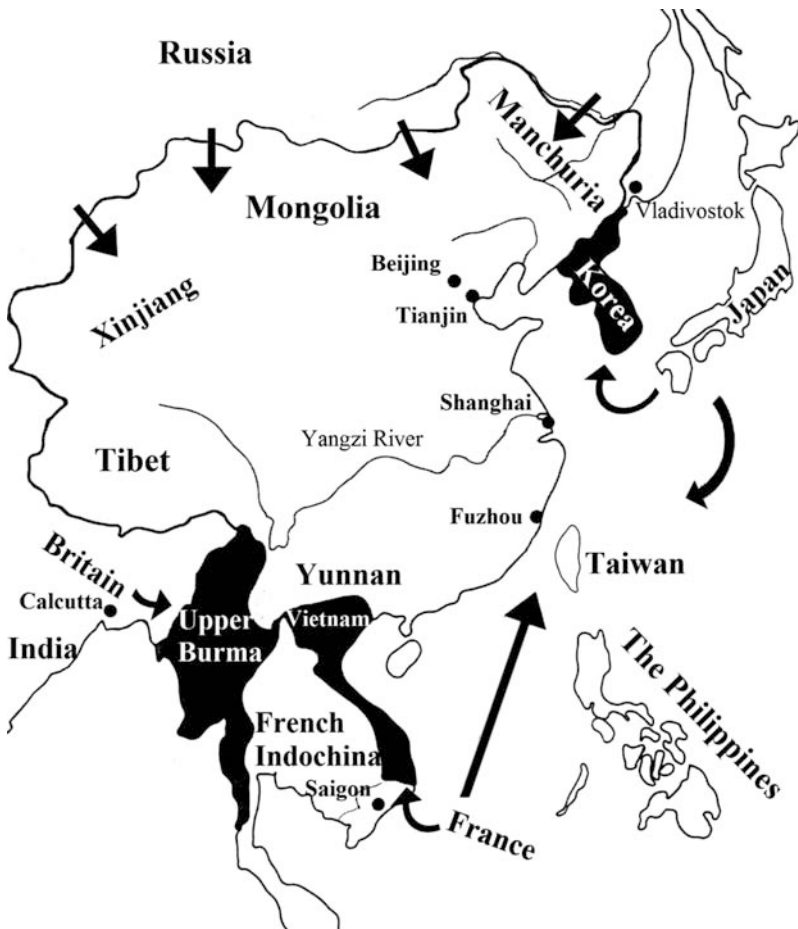 Russia
Manchuria
Mongolia
Vladivostok
Beijing
Korea
Japan
Xinjiang
Tianjin
Shanghai
Yangzi River
Tibet
Fuzhou
Britain
Yunnan
Taiwan
Calcutta
Upper
Burma
Vietnam
India
The Philippines
French
Indochina
Saigon
France